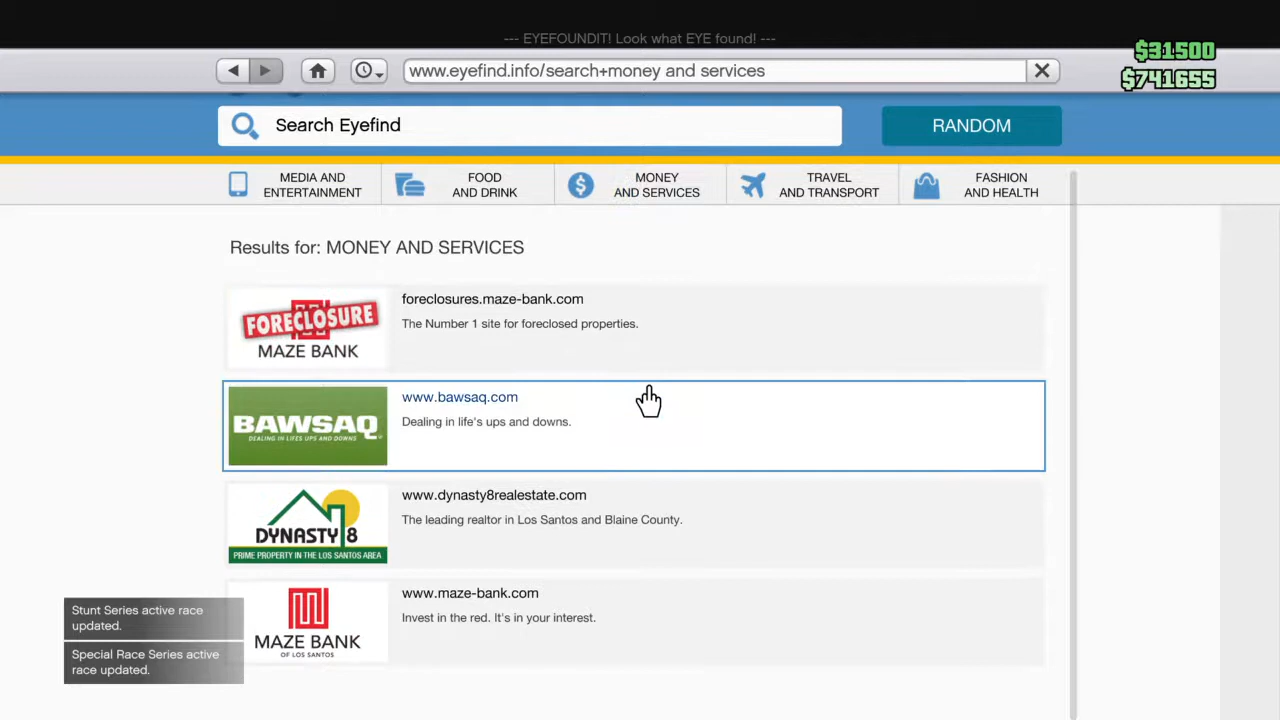 --- EYEFOUNDIT! Look what EYE found! ---
$31500
$741655
www.eyefind.info/search+money and services
Search Eyefind
RANDOM
MEDIA AND
ENTERTAINMENT
FOOD
AND DRINK
MONEY
AND SERVICES
TRAVEL
AND TRANSPORT
FASHION
AND HEALTH
Results for: MONEY AND SERVICES
FORECLOSURE
MAZE BANK
foreclosures.maze-bank.com
The Number 1 site for foreclosed properties.
BAWSAQ
DEALING IN LIFES UPS AND DOWNS
www.bawsaq.com
Dealing in life's ups and downs.
DYNASTY 8
PRIME PROPERTY IN THE LOS SANTOS AREA
www.dynasty8realestate.com
The leading realtor in Los Santos and Blaine County.
MAZE BANK
OF LOS SANTOS
www.maze-bank.com
Invest in the red. It's in your interest.
Stunt Series active race
updated.
Special Race Series active
race updated.